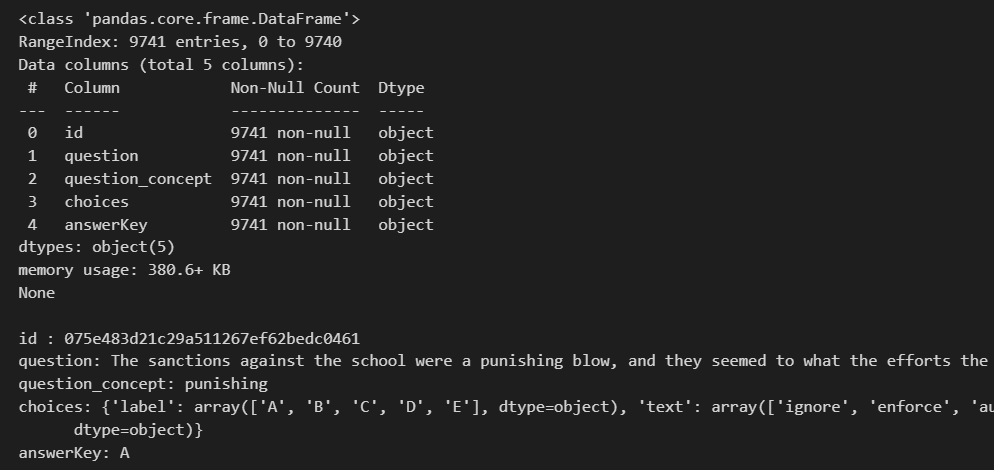 <class 'pandas.core.frame.DataFrame'>
RangeIndex: 9741 entries, 0 to 9740
Data columns (total 5 columns):
 #   Column            Non-Null Count  Dtype
---  ------            --------------  -----
 0   id                9741 non-null   object
 1   question          9741 non-null   object
 2   question_concept  9741 non-null   object
 3   choices           9741 non-null   object
 4   answerKey         9741 non-null   object
dtypes: object(5)
memory usage: 380.6+ KB
None

id : 075e483d21c29a511267ef62bedc0461
question: The sanctions against the school were a punishing blow, and they seemed to what the efforts the
question_concept: punishing
choices: {'label': array(['A', 'B', 'C', 'D', 'E'], dtype=object), 'text': array(['ignore', 'enforce', 'au
      dtype=object)}
answerKey: A